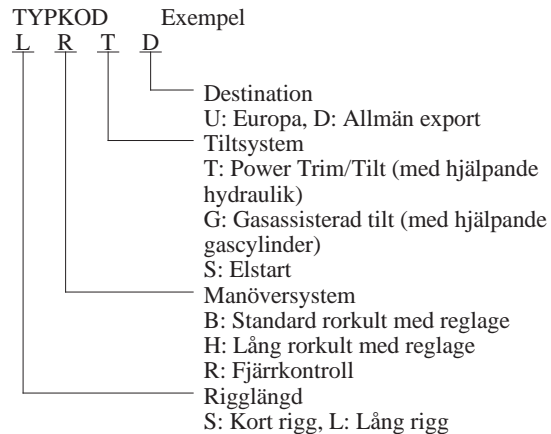 TYPKOD Exempel
L R T D
Destination
U: Europa, D: Allmän export
Tiltsystem
T: Power Trim/Tilt (med hjälpande
hydraulik)
G: Gasassisterad tilt (med hjälpande
gascylinder)
S: Elstart
Manöversystem
B: Standard rorkult med reglage
H: Lång rorkult med reglage
R: Fjärrkontroll
Rigglängd
S: Kort rigg, L: Lång rigg